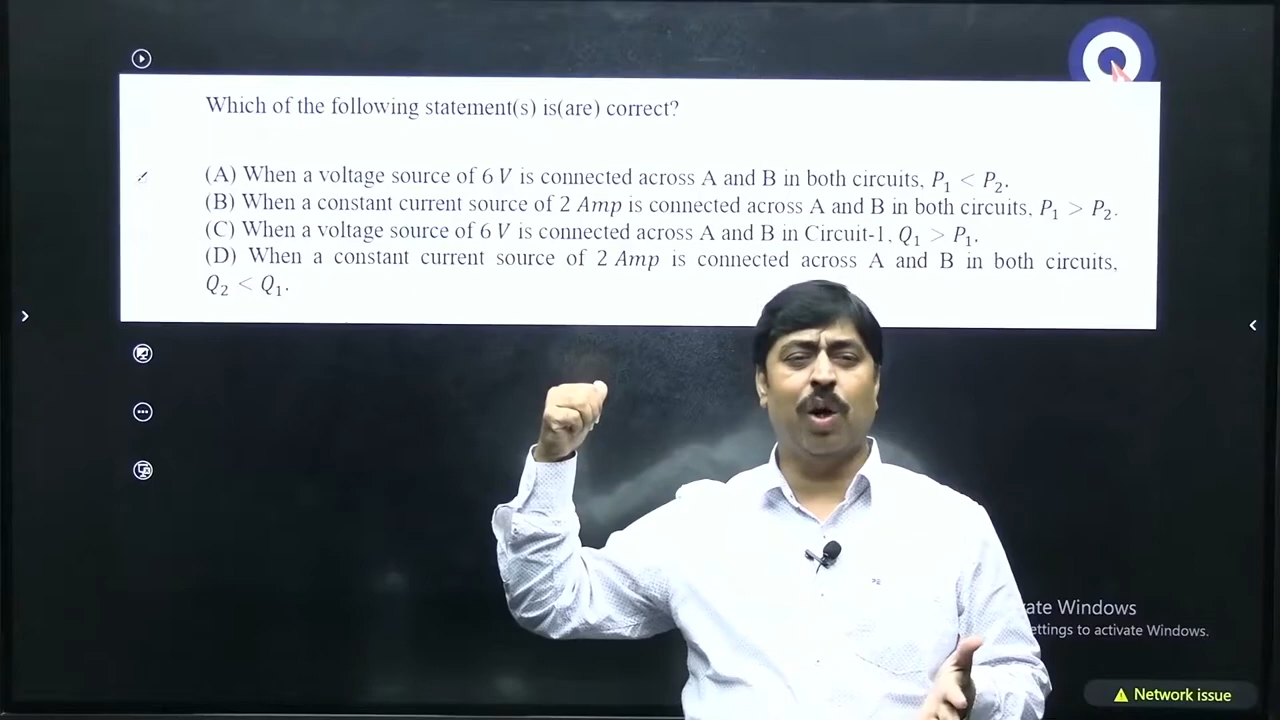 Which of the following statement(s) is(are) correct?
(A) When a voltage source of 6 V is connected across A and B in both circuits, P₁ < P₂.
(B) When a constant current source of 2 Amp is connected across A and B in both circuits, P₁ > P₂.
(C) When a voltage source of 6 V is connected across A and B in Circuit-1, Q₁ > P₁.
(D) When a constant current source of 2 Amp is connected across A and B in both circuits,
Q₂ < Q₁.
Windows
to activate Windows.
Network issue